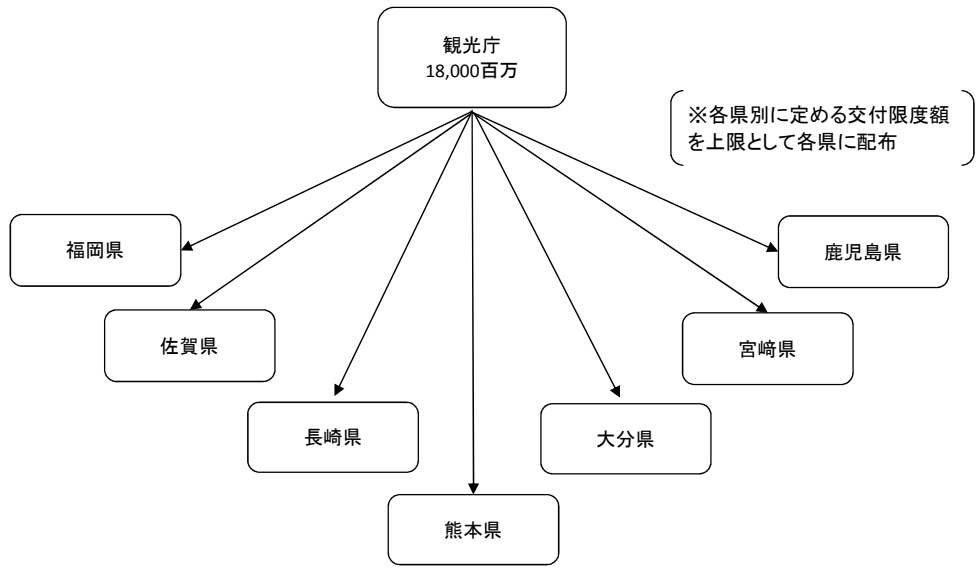 観光庁
18,000百万
※各県別に定める交付限度額
を上限として各県に配布
福岡県
鹿児島県
佐賀県
宮﨑県
長崎県
大分県
熊本県